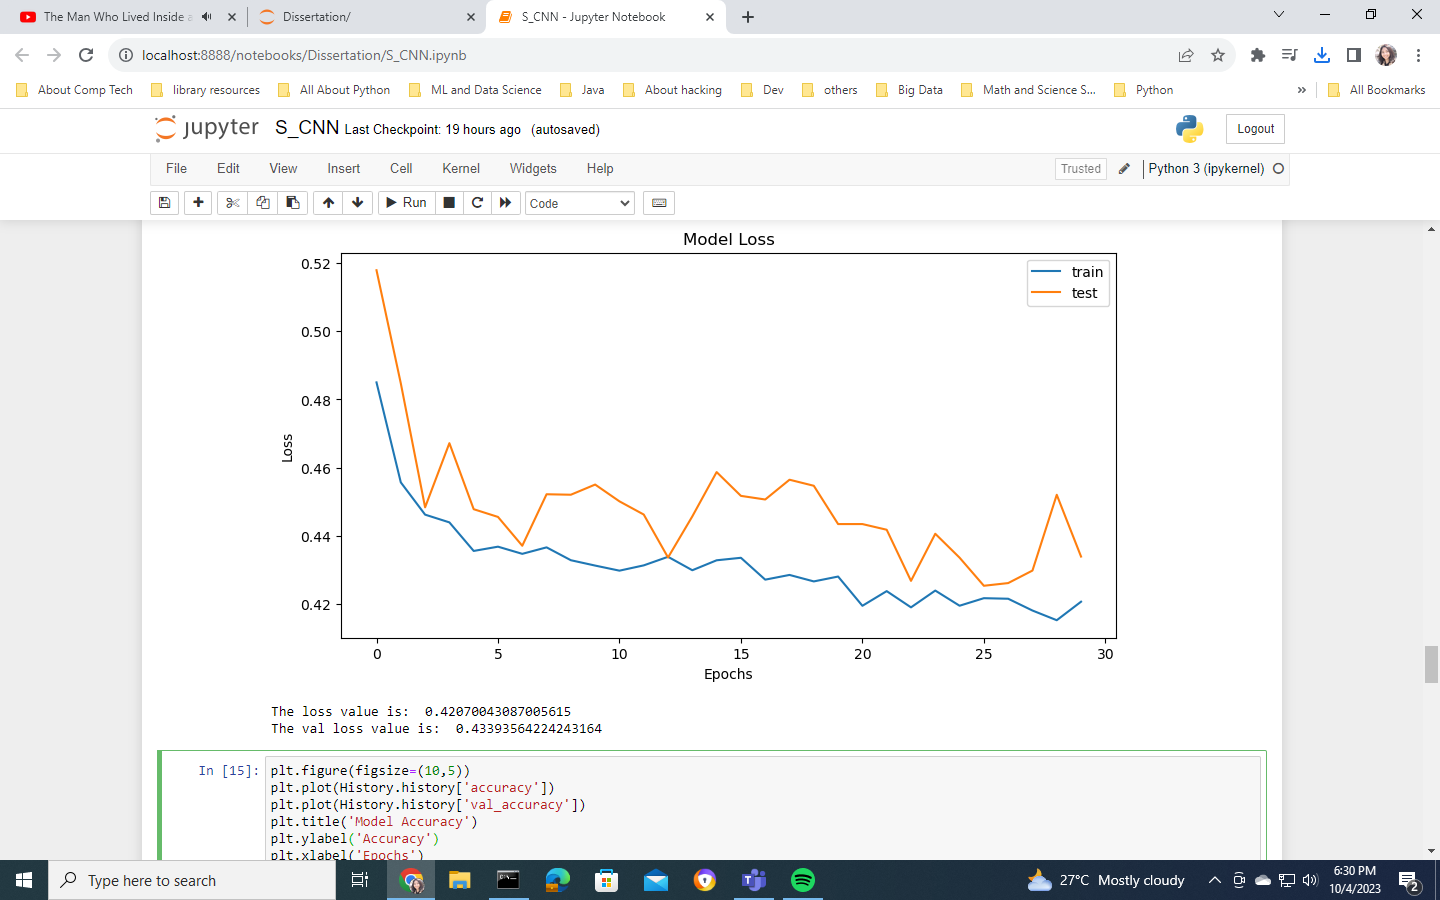 The Man Who Lived Inside a
Dissertation/
S_CNN - Jupyter Notebook
localhost:8888/notebooks/Dissertation/S_CNN.ipynb
About Comp Tech
library resources
All About Python
ML and Data Science
Java
About hacking
Dev
others
Big Data
Math and Science S...
Python
»
All Bookmarks
jupyter
S_CNN Last Checkpoint: 19 hours ago (autosaved)
Logout
File Edit View Insert Cell Kernel Widgets Help
Trusted
Python 3 (ipykernel)
Run
Code
Model Loss
train
test
0.52
0.50
0.48
0.46
0.44
0.42
Loss
0 5 10 15 20 25 30
Epochs
The loss value is:  0.42070043087005615
The val loss value is:  0.43393564224243164
In [15]:
plt.figure(figsize=(10,5))
plt.plot(History.history['accuracy'])
plt.plot(History.history['val_accuracy'])
plt.title('Model Accuracy')
plt.ylabel('Accuracy')
plt.xlabel('Epochs')
Type here to search
27°C Mostly cloudy
6:30 PM
10/4/2023
2